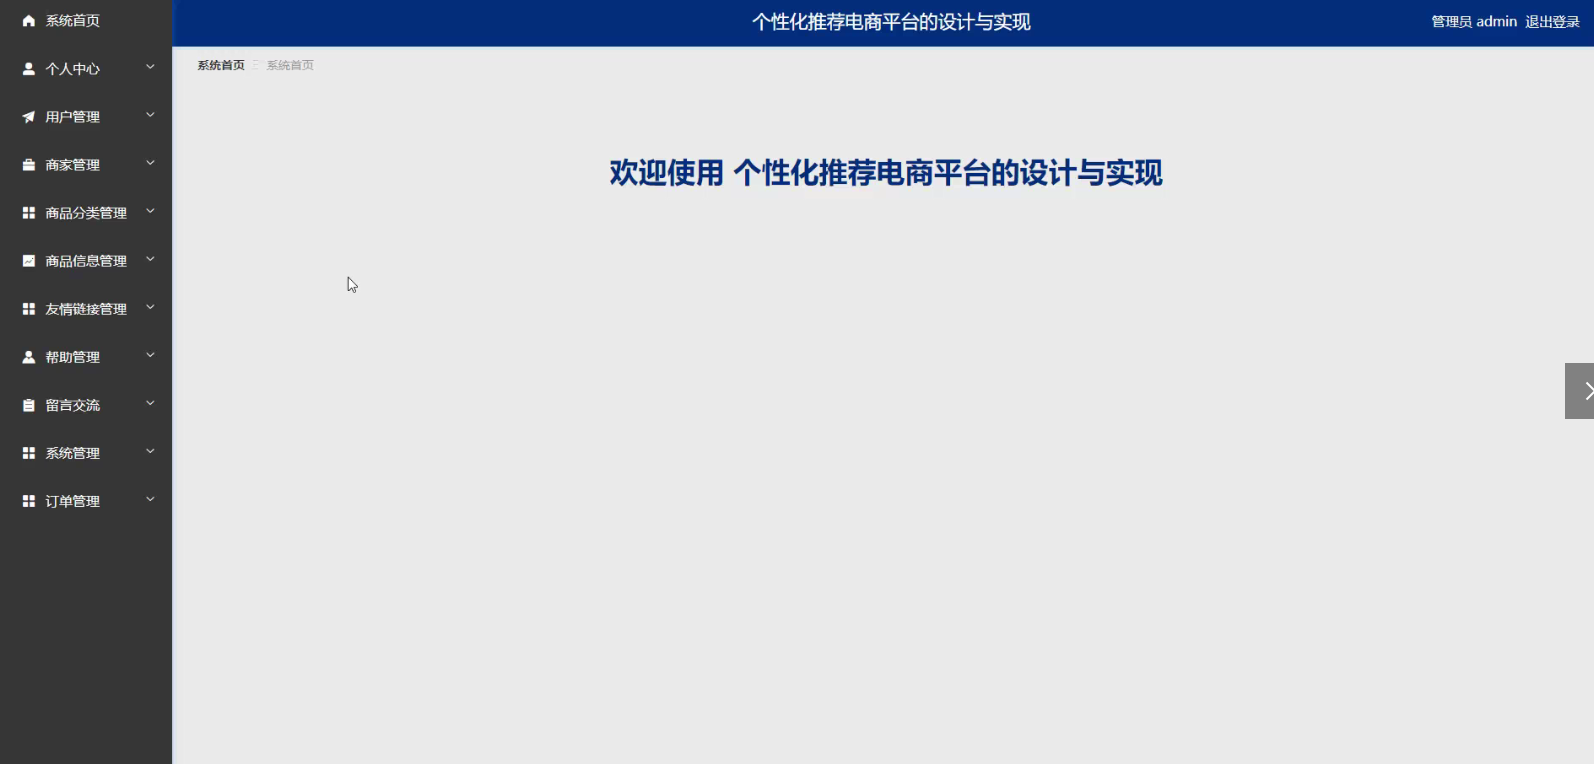 系统首页
个人中心
用户管理
商家管理
商品分类管理
商品信息管理
友情链接管理
帮助管理
留言交流
系统管理
订单管理
个性化推荐电商平台的设计与实现
管理员 admin 退出登录
系统首页 系统首页
欢迎使用 个性化推荐电商平台的设计与实现